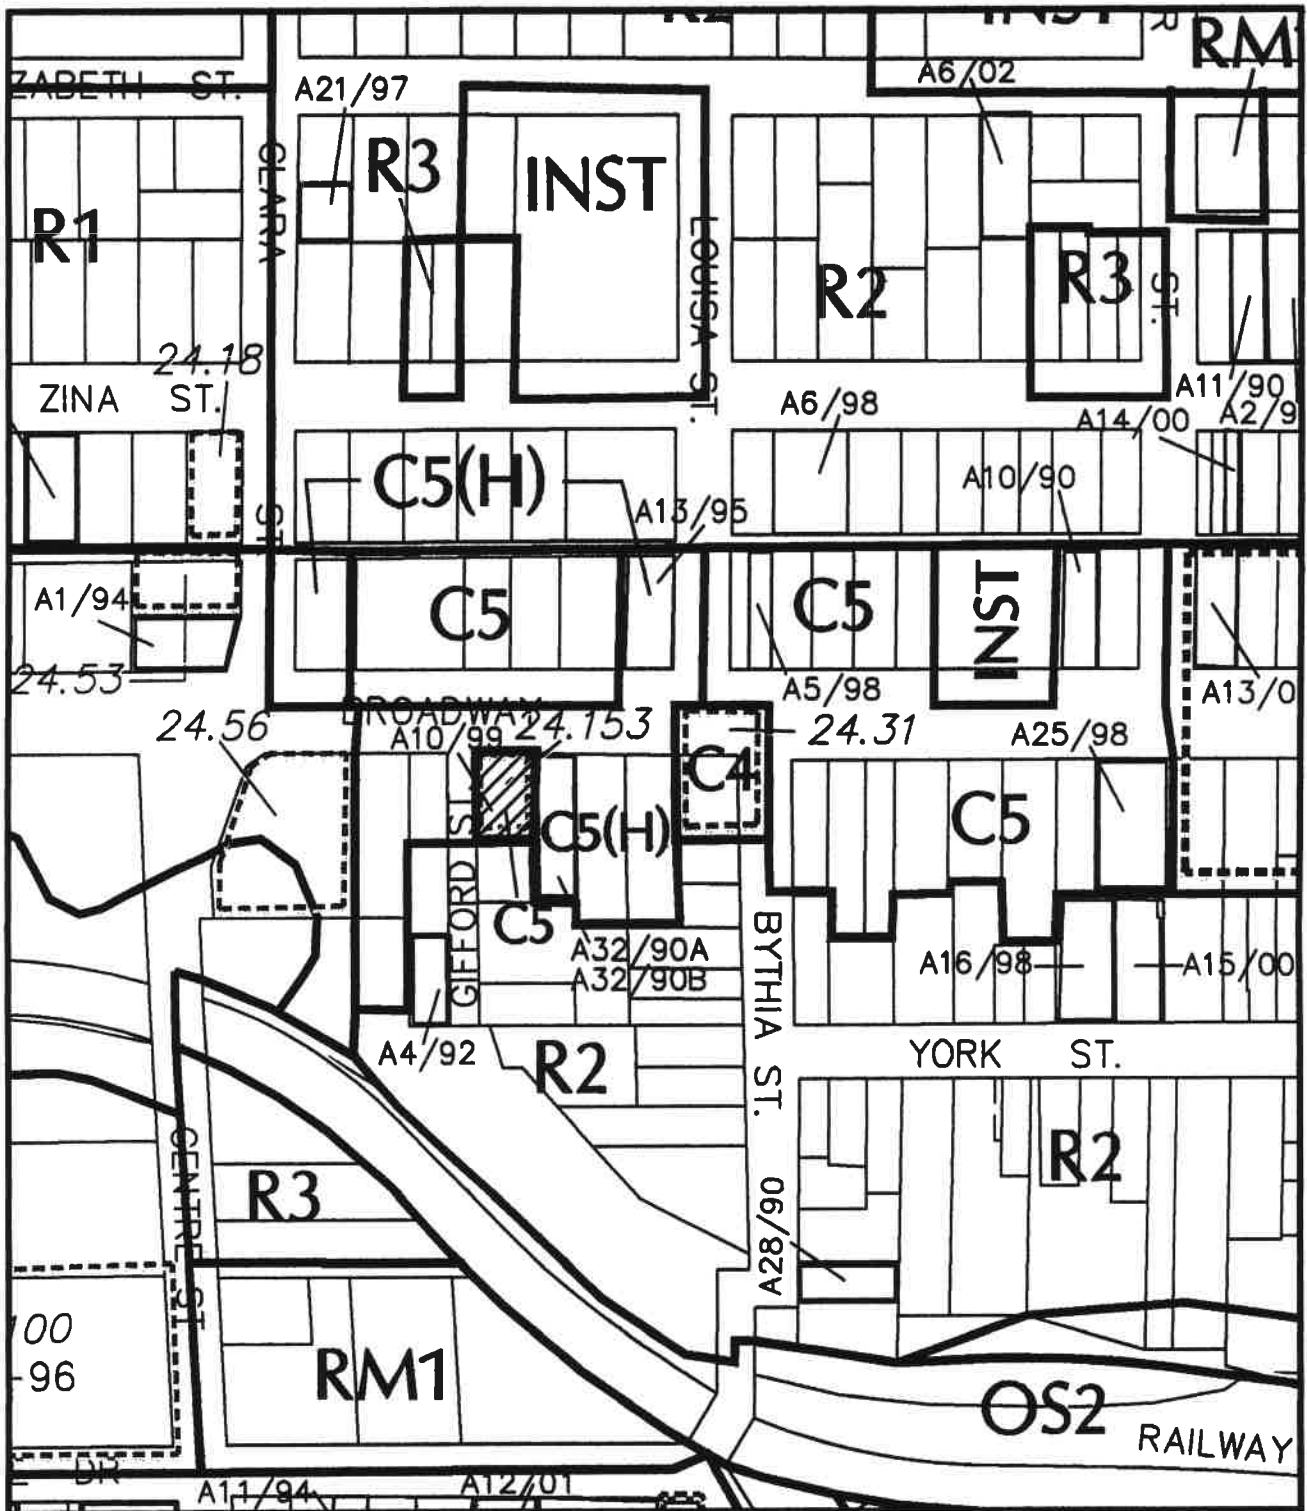 INST
RM
ZABETH ST.
A21/97
A6/02
R3
INST
R1
CLARA
LOUISA ST.
R2
R3
ST.
24.18
ZINA ST.
A11/90
A6/98
A14/00
A2/9
C5(H)
A10/90
A13/95
ST
A1/94
C5
C5
INST
24.53
A5/98
A13/0
BROADWAY
24.56
A10/99
24.153
24.31
A25/98
C4
C5(H)
C5
GIFFORD ST.
C5
A32/90A
A32/90B
BYTHIA ST.
A16/98
A15/00
A4/92
R2
YORK ST.
CENTRE ST
R3
R2
A28/90
100
-96
RM1
OS2
RAILWAY
DR
A11/94
A12/01